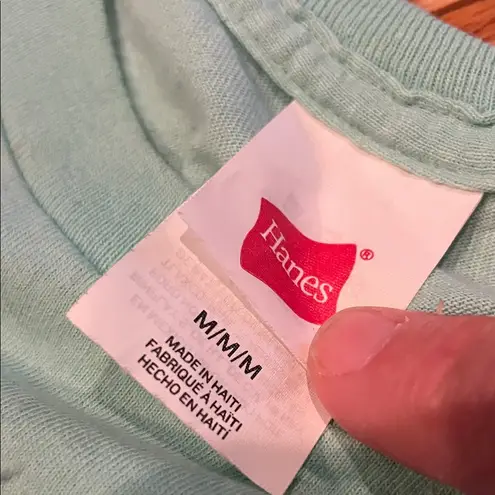 Hanes®
M/M/M
MADE IN HAITI
FABRIQUÉ À HAÏTI
HECHO EN HAITÍ